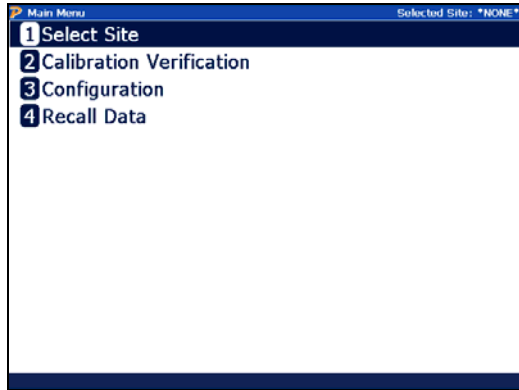 P Main Menu Selected Site: *NONE*
1 Select Site
2 Calibration Verification
3 Configuration
4 Recall Data